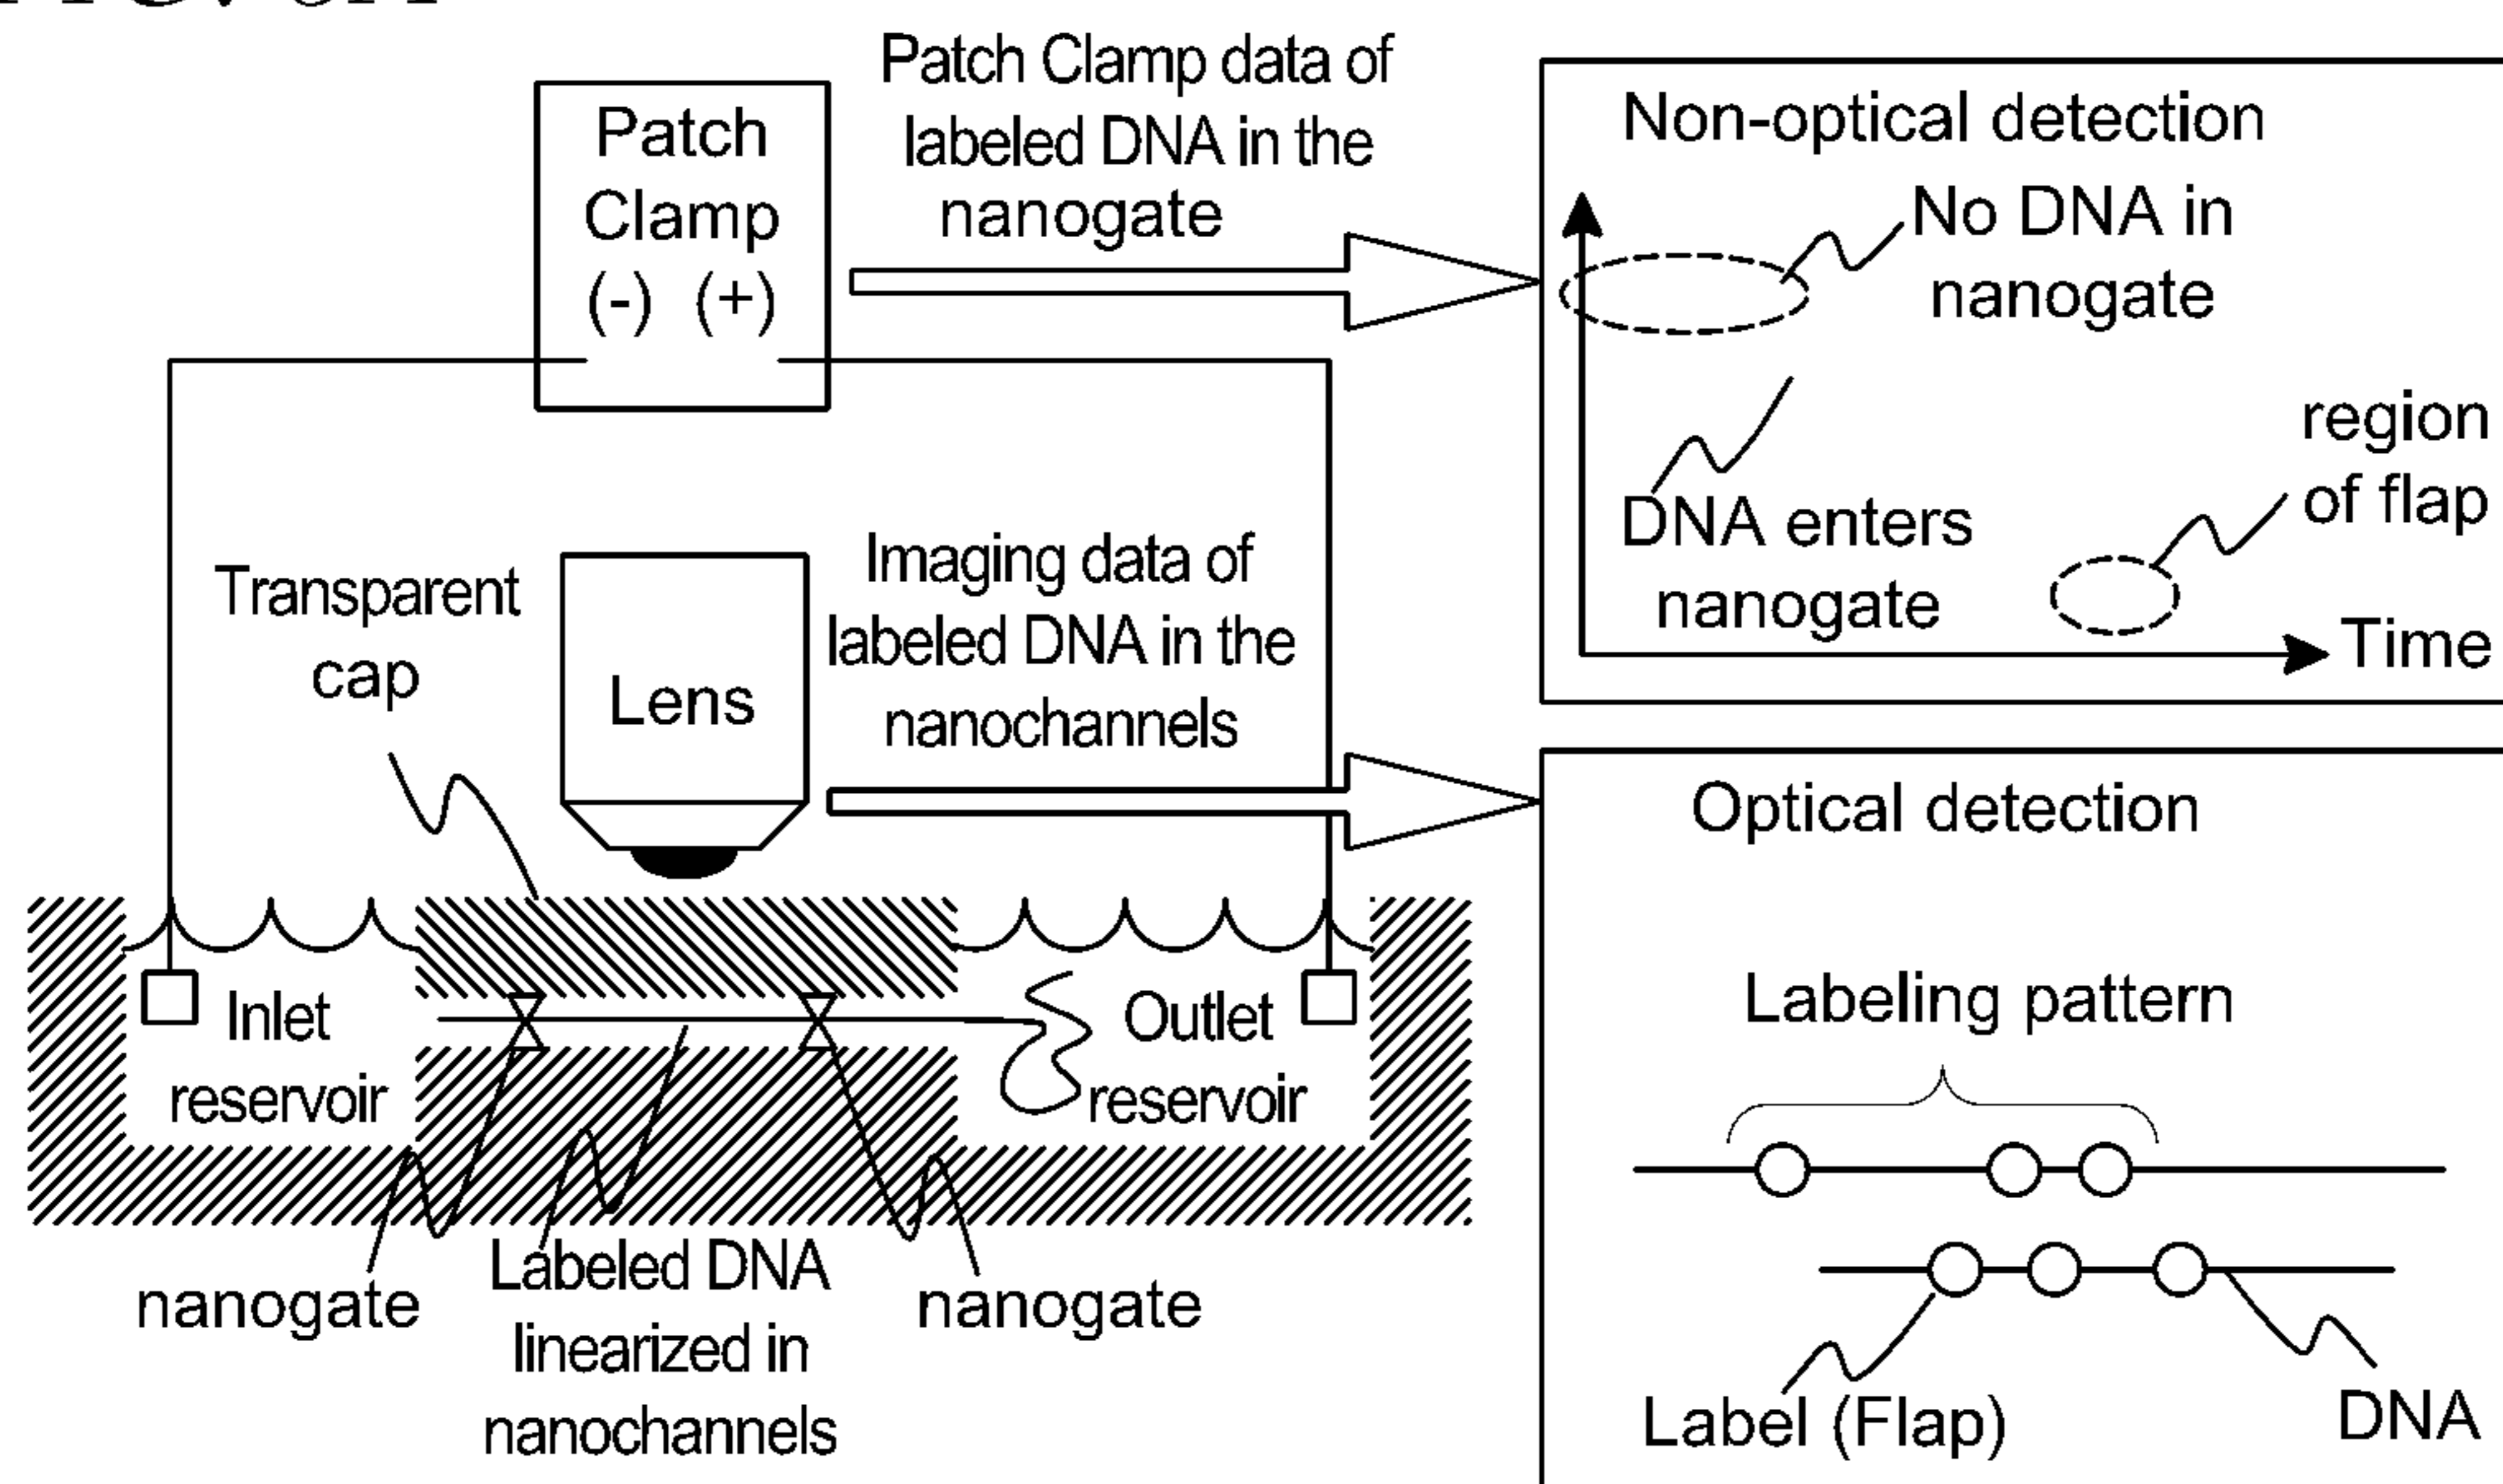 Patch
Clamp
(-) (+)
Patch Clamp data of
labeled DNA in the
nanogate
Non-optical detection
No DNA in
nanogate
DNA enters
nanogate
region
of flap
Time
Transparent
cap
Lens
Imaging data of
labeled DNA in the
nanochannels
Inlet
reservoir
Outlet
reservoir
nanogate
Labeled DNA
linearized in
nanochannels
nanogate
Optical detection
Labeling pattern
Label (Flap)
DNA